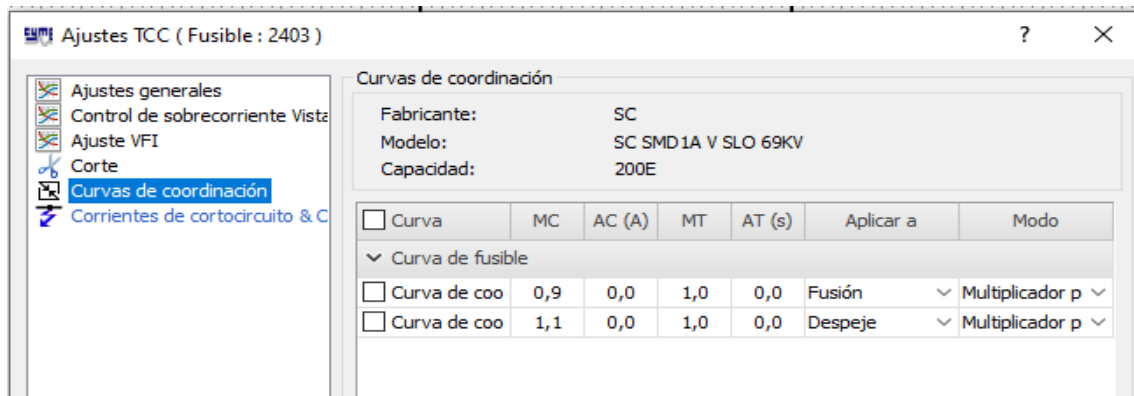 CYME Ajustes TCC ( Fusible : 2403 ) ? ×
Ajustes generales
Control de sobrecorriente Vista
Ajuste VFI
Corte
Curvas de coordinación
Corrientes de cortocircuito & C
Curvas de coordinación
Fabricante: SC
Modelo: SC SMD1A V SLO 69KV
Capacidad: 200E
Curva MC AC (A) MT AT (s) Aplicar a Modo
Curva de fusible
Curva de coo 0,9 0,0 1,0 0,0 Fusión Multiplicador p
Curva de coo 1,1 0,0 1,0 0,0 Despeje Multiplicador p